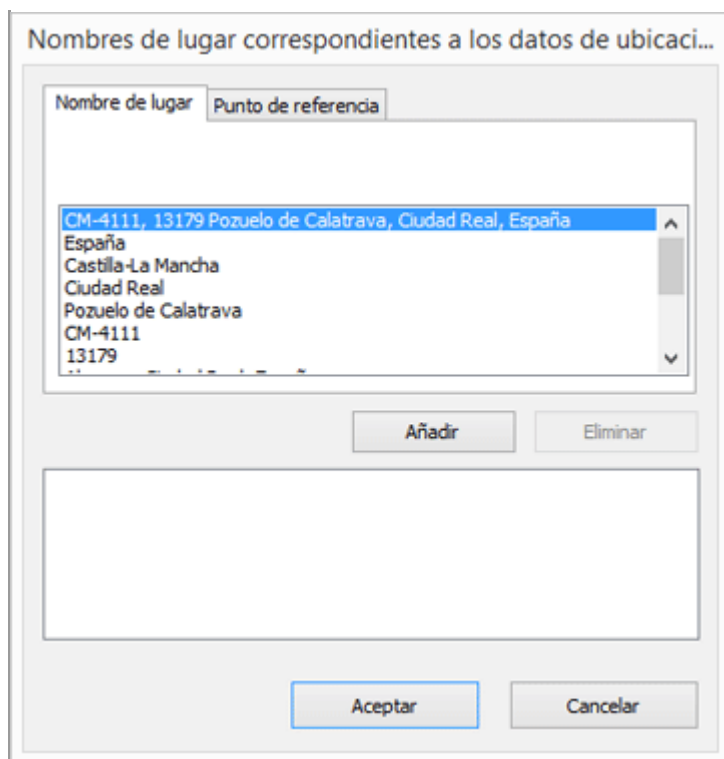 Nombres de lugar correspondientes a los datos de ubicaci...
Nombre de lugar Punto de referencia
CM-4111, 13179 Pozuelo de Calatrava, Ciudad Real, España
España
Castilla-La Mancha
Ciudad Real
Pozuelo de Calatrava
CM-4111
13179
Añadir Eliminar
Aceptar Cancelar